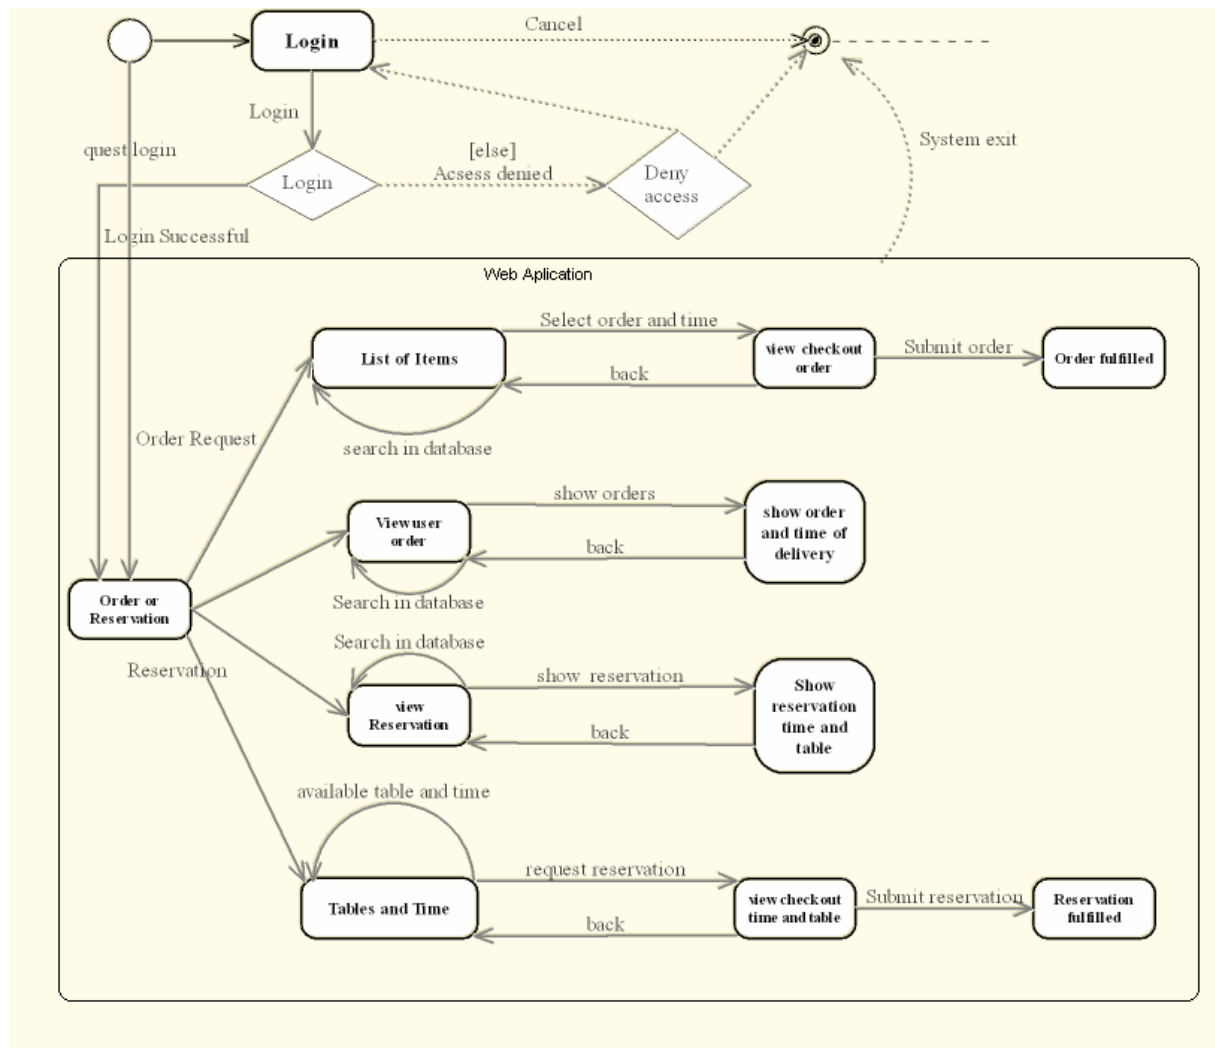 Cancel
Login
Login
quest login
[else]
Acsess denied
Login
Deny
access
System exit
Login Successful
Web Aplication
Select order and time
List of Items
view checkout
order
Submit order
Order fulfilled
back
Order Request
search in database
show orders
View user
order
show order
and time of
delivery
back
Search in database
Order or
Reservation
Search in database
Reservation
show reservation
view
Reservation
Show
reservation
time and
table
back
available table and time
request reservation
Tables and Time
view checkout
time and table
Submit reservation
Reservation
fulfilled
back